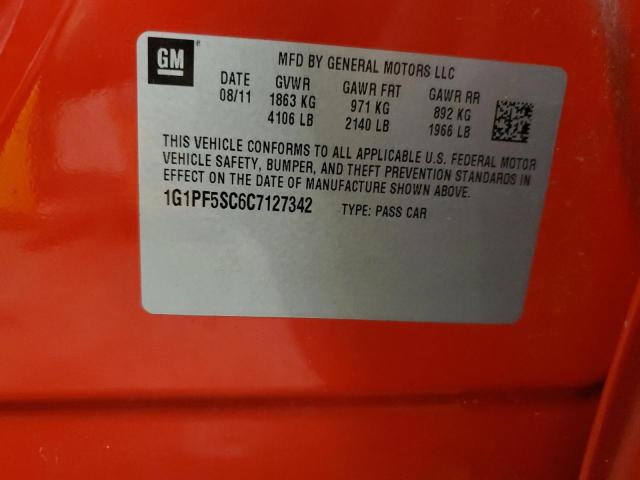 GM
MFD BY GENERAL MOTORS LLC
DATE GVWR GAWR FRT GAWR RR
08/11 1863 KG 971 KG 892 KG
4106 LB 2140 LB 1966 LB
THIS VEHICLE CONFORMS TO ALL APPLICABLE U.S. FEDERAL MOTOR
VEHICLE SAFETY, BUMPER, AND THEFT PREVENTION STANDARDS IN
EFFECT ON THE DATE OF MANUFACTURE SHOWN ABOVE.
1G1PF5SC6C7127342 TYPE: PASS CAR